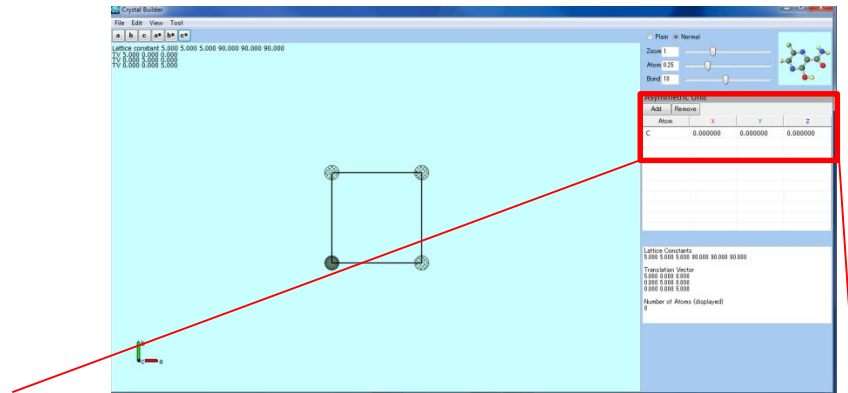 Crystal Builder
File Edit View Tool
a b c a* b* c*
Lattice constant 5.000 5.000 5.000 90.000 90.000 90.000
TV 5.000 0.000 0.000
TV 0.000 5.000 0.000
TV 0.000 0.000 5.000
Plain Normal
Zoom 1
Atom 0.25
Bond 10
Asymmetric Unit
Add Remove
Atom X Y Z
C 0.000000 0.000000 0.000000
Lattice Constants
5.000 5.000 5.000 90.000 90.000 90.000
Translation Vector
5.000 0.000 0.000
0.000 5.000 0.000
0.000 0.000 5.000
Number of Atoms (displayed)
8
b
c a